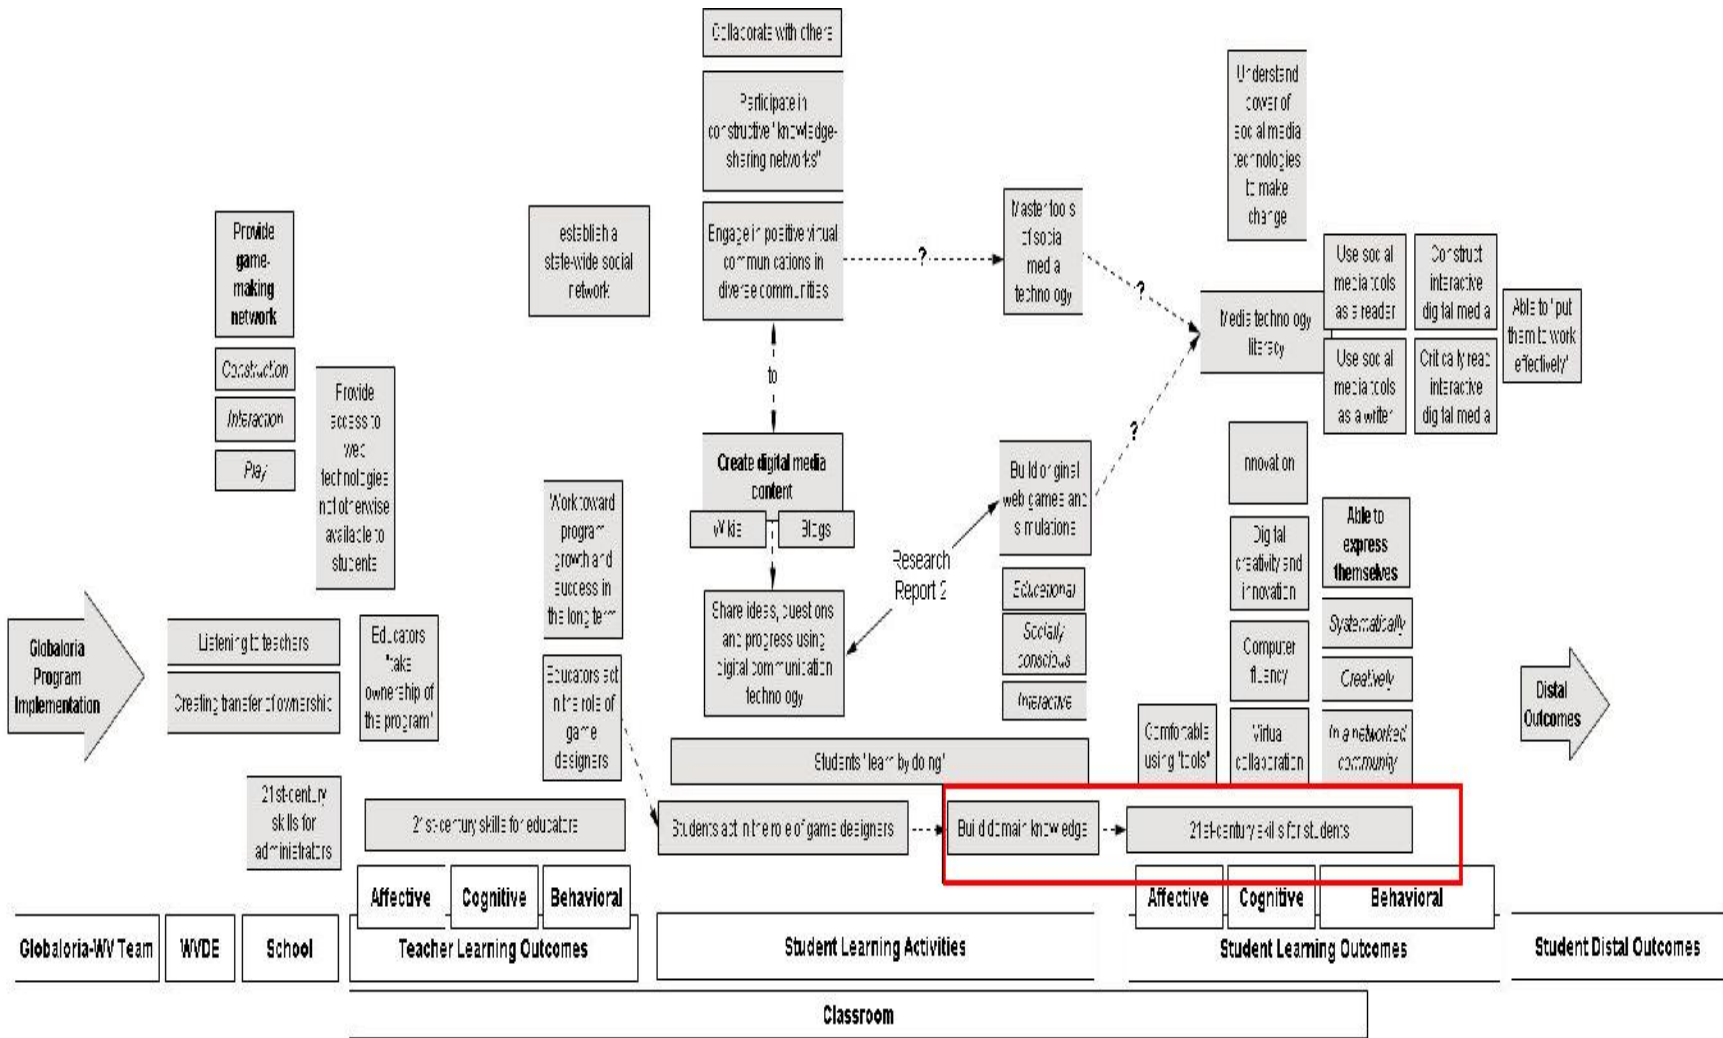 Collaborate with others
Participate in
constructive "knowledge-
sharing networks"
Engage in positive virtual
communications in
diverse communities
?
Master tools
of social
media
technology
?
Understand
power of
social media
technologies
to make
change
Provide
game-
making
network
Construction
Interaction
Play
Provide
access to
web
technologies
not otherwise
available to
students
establish a
state-wide social
network
to
Create digital media
content
Wikis
Blogs
Share ideas, questions
and progress using
digital communication
technology
Research
Report 2
Build original
web games and
simulations
Educational
Socially
conscious
Interactive
?
Media technology
literacy
Use social
media tools
as a reader
Construct
interactive
digital media
Use social
media tools
as a writer
Critically read
interactive
digital media
Able to "put
them to work
effectively"
Innovation
Digital
creativity and
innovation
Computer
fluency
Virtual
collaboration
Able to
express
themselves
Systematically
Creatively
In a networked
community
Comfortable
using "tools"
Globaloria
Program
Implementation
Listening to teachers
Creating transfer of ownership
Educators
"take
ownership of
the program"
Work toward
program
growth and
success in
the long term
Educators act
in the role of
game
designers
Distal
Outcomes
Students "learn by doing"
21st-century
skills for
administrators
21st-century skills for educators
Students act in the role of game designers
Build domain knowledge
21st-century skills for students
Affective
Cognitive
Behavioral
Affective
Cognitive
Behavioral
Globaloria-WV Team
WVDE
School
Teacher Learning Outcomes
Student Learning Activities
Student Learning Outcomes
Student Distal Outcomes
Classroom